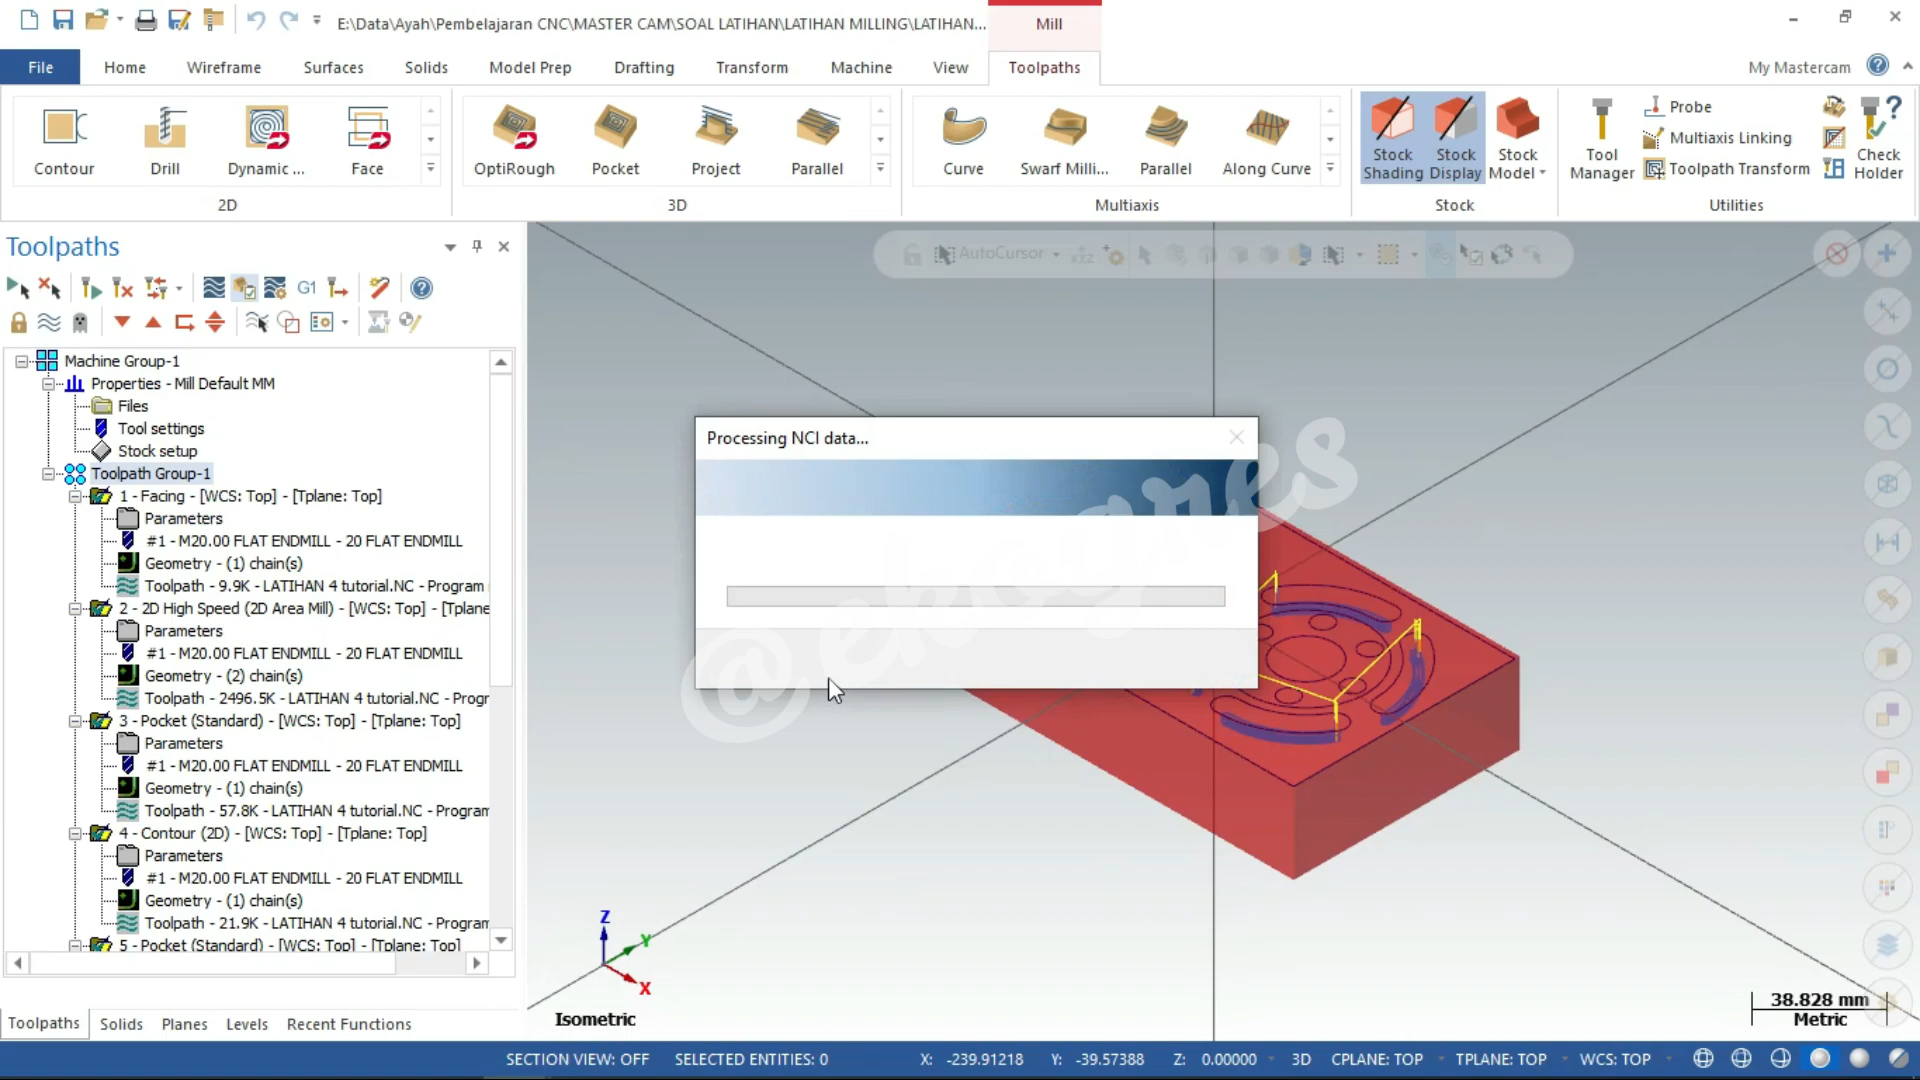 E:\Data\Ayah\Pembelajaran CNC\MASTER CAM\SOAL LATIHAN\LATIHAN MILLING\LATIHAN...
Mill
File
Home
Wireframe
Surfaces
Solids
Model Prep
Drafting
Transform
Machine
View
Toolpaths
My Mastercam
Contour
Drill
Dynamic ...
Face
OptiRough
Pocket
Project
Parallel
Curve
Swarf Milli...
Parallel
Along Curve
Stock Shading
Stock Display
Stock Model
Tool Manager
Probe
Multiaxis Linking
Toolpath Transform
Check Holder
2D
3D
Multiaxis
Stock
Utilities
Toolpaths
AutoCursor
G1
Machine Group-1
Properties - Mill Default MM
Files
Tool settings
Stock setup
Toolpath Group-1
1 - Facing - [WCS: Top] - [Tplane: Top]
Parameters
#1 - M20.00 FLAT ENDMILL - 20 FLAT ENDMILL
Geometry - (1) chain(s)
Toolpath - 9.9K - LATIHAN 4 tutorial.NC - Program
2 - 2D High Speed (2D Area Mill) - [WCS: Top] - [Tplane
Parameters
#1 - M20.00 FLAT ENDMILL - 20 FLAT ENDMILL
Geometry - (2) chain(s)
Toolpath - 2496.5K - LATIHAN 4 tutorial.NC - Progr
3 - Pocket (Standard) - [WCS: Top] - [Tplane: Top]
Parameters
#1 - M20.00 FLAT ENDMILL - 20 FLAT ENDMILL
Geometry - (1) chain(s)
Toolpath - 57.8K - LATIHAN 4 tutorial.NC - Program
4 - Contour (2D) - [WCS: Top] - [Tplane: Top]
Parameters
#1 - M20.00 FLAT ENDMILL - 20 FLAT ENDMILL
Geometry - (1) chain(s)
Toolpath - 21.9K - LATIHAN 4 tutorial.NC - Program
5 - Pocket (Standard) - [WCS: Top] - [Tplane: Top]
Processing NCI data...
@ekogres
Z
Y
X
Isometric
38.828 mm
Metric
Toolpaths
Solids
Planes
Levels
Recent Functions
SECTION VIEW: OFF
SELECTED ENTITIES: 0
X: -239.91218
Y: -39.57388
Z: 0.00000
3D
CPLANE: TOP
TPLANE: TOP
WCS: TOP